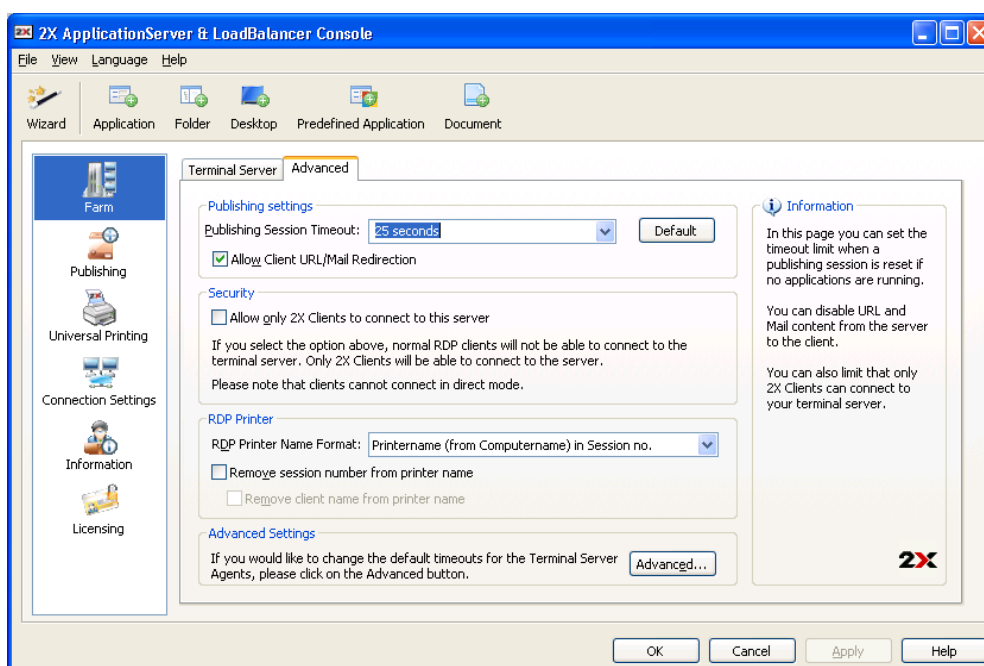 2X ApplicationServer & LoadBalancer Console
File View Language Help
Wizard Application Folder Desktop Predefined Application Document
Farm
Publishing
Universal Printing
Connection Settings
Information
Licensing
Terminal Server Advanced
Publishing settings
Publishing Session Timeout: 25 seconds Default
Allow Client URL/Mail Redirection
Security
Allow only 2X Clients to connect to this server
If you select the option above, normal RDP clients will not be able to connect to the
terminal server. Only 2X Clients will be able to connect to the server.
Please note that clients cannot connect in direct mode.
RDP Printer
RDP Printer Name Format: Printername (from Computername) in Session no.
Remove session number from printer name
Remove client name from printer name
Advanced Settings
If you would like to change the default timeouts for the Terminal Server
Agents, please click on the Advanced button.
Advanced...
Information
In this page you can set the
timeout limit when a
publishing session is reset if
no applications are running.
You can disable URL and
Mail content from the server
to the client.
You can also limit that only
2X Clients can connect to
your terminal server.
2X
OK Cancel Apply Help